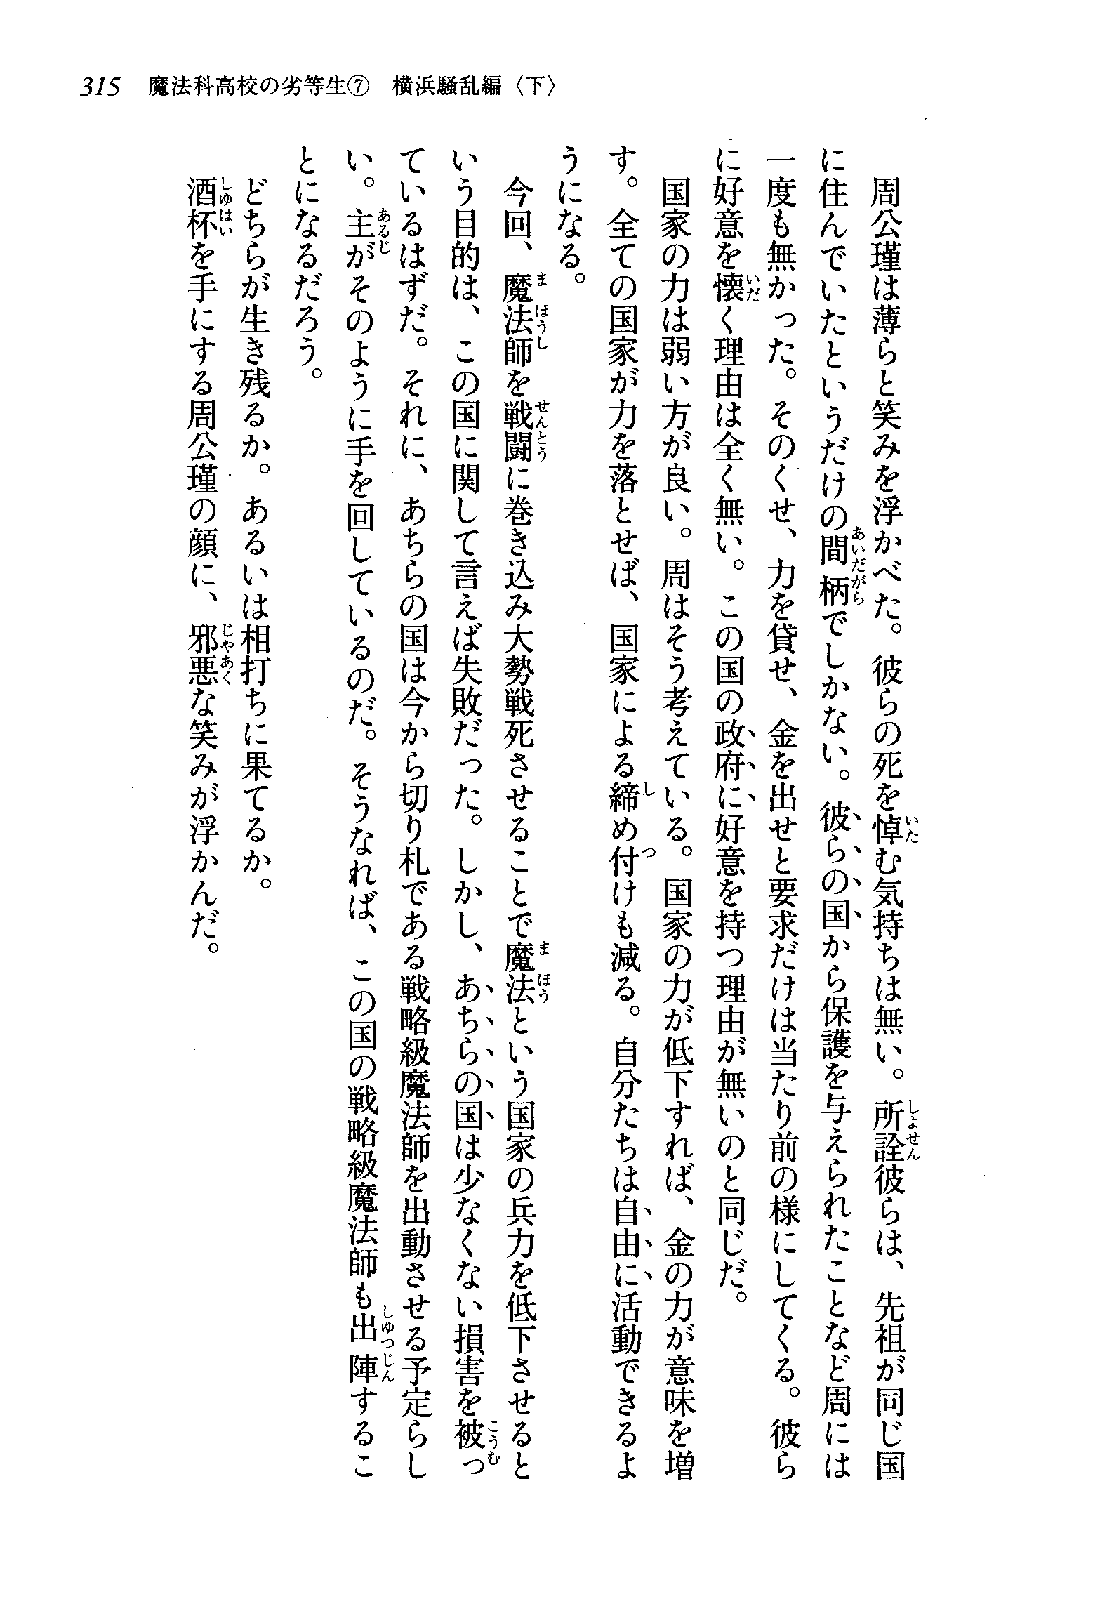 315　魔法科高校の劣等生⑦　横浜騒乱編〈下〉
　周公瑾は薄らと笑みを浮かべた。彼らの死を悼む気持ちは無い。所詮彼らは、先祖が同じ国
に住んでいたというだけの間柄でしかない。彼らの国から保護を与えられたことなど周には
一度も無かった。そのくせ、力を貸せ、金を出せと要求だけは当たり前の様にしてくる。彼ら
に好意を懐く理由は全く無い。この国の政府に好意を持つ理由が無いのと同じだ。
　国家の力は弱い方が良い。周はそう考えている。国家の力が低下すれば、金の力が意味を増
す。全ての国家が力を落とせば、国家による締め付けも減る。自分たちは自由に活動できるよ
うになる。
　今回、魔法師を戦闘に巻き込み大勢戦死させることで魔法という国家の兵力を低下させると
いう目的は、この国に関して言えば失敗だった。しかし、あちらの国は少なくない損害を被っ
ているはずだ。それに、あちらの国は今から切り札である戦略級魔法師を出動させる予定らし
い。主がそのように手を回しているのだ。そうなれば、この国の戦略級魔法師も出陣するこ
とになるだろう。
　どちらが生き残るか。あるいは相打ちに果てるか。
　酒杯を手にする周公瑾の顔に、邪悪な笑みが浮かんだ。